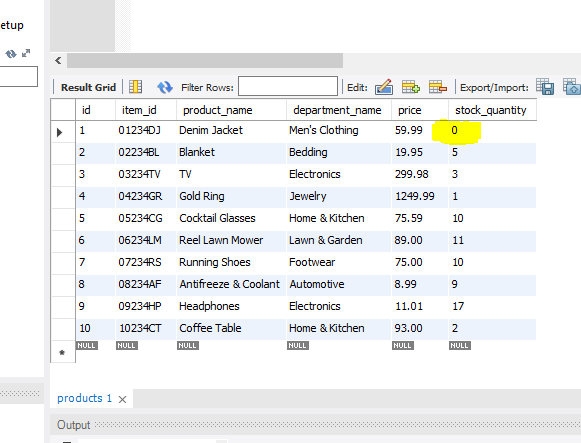 etup
Result Grid Filter Rows: Edit: Export/Import:
id item_id product_name department_name price stock_quantity
1 01234DJ Denim Jacket Men's Clothing 59.99 0
2 02234BL Blanket Bedding 19.95 5
3 03234TV TV Electronics 299.98 3
4 04234GR Gold Ring Jewelry 1249.99 1
5 05234CG Cocktail Glasses Home & Kitchen 75.59 10
6 06234LM Reel Lawn Mower Lawn & Garden 89.00 11
7 07234RS Running Shoes Footwear 75.00 10
8 08234AF Antifreeze & Coolant Automotive 8.99 9
9 09234HP Headphones Electronics 11.01 17
10 10234CT Coffee Table Home & Kitchen 93.00 2
NULL NULL NULL NULL NULL NULL
products 1
Output